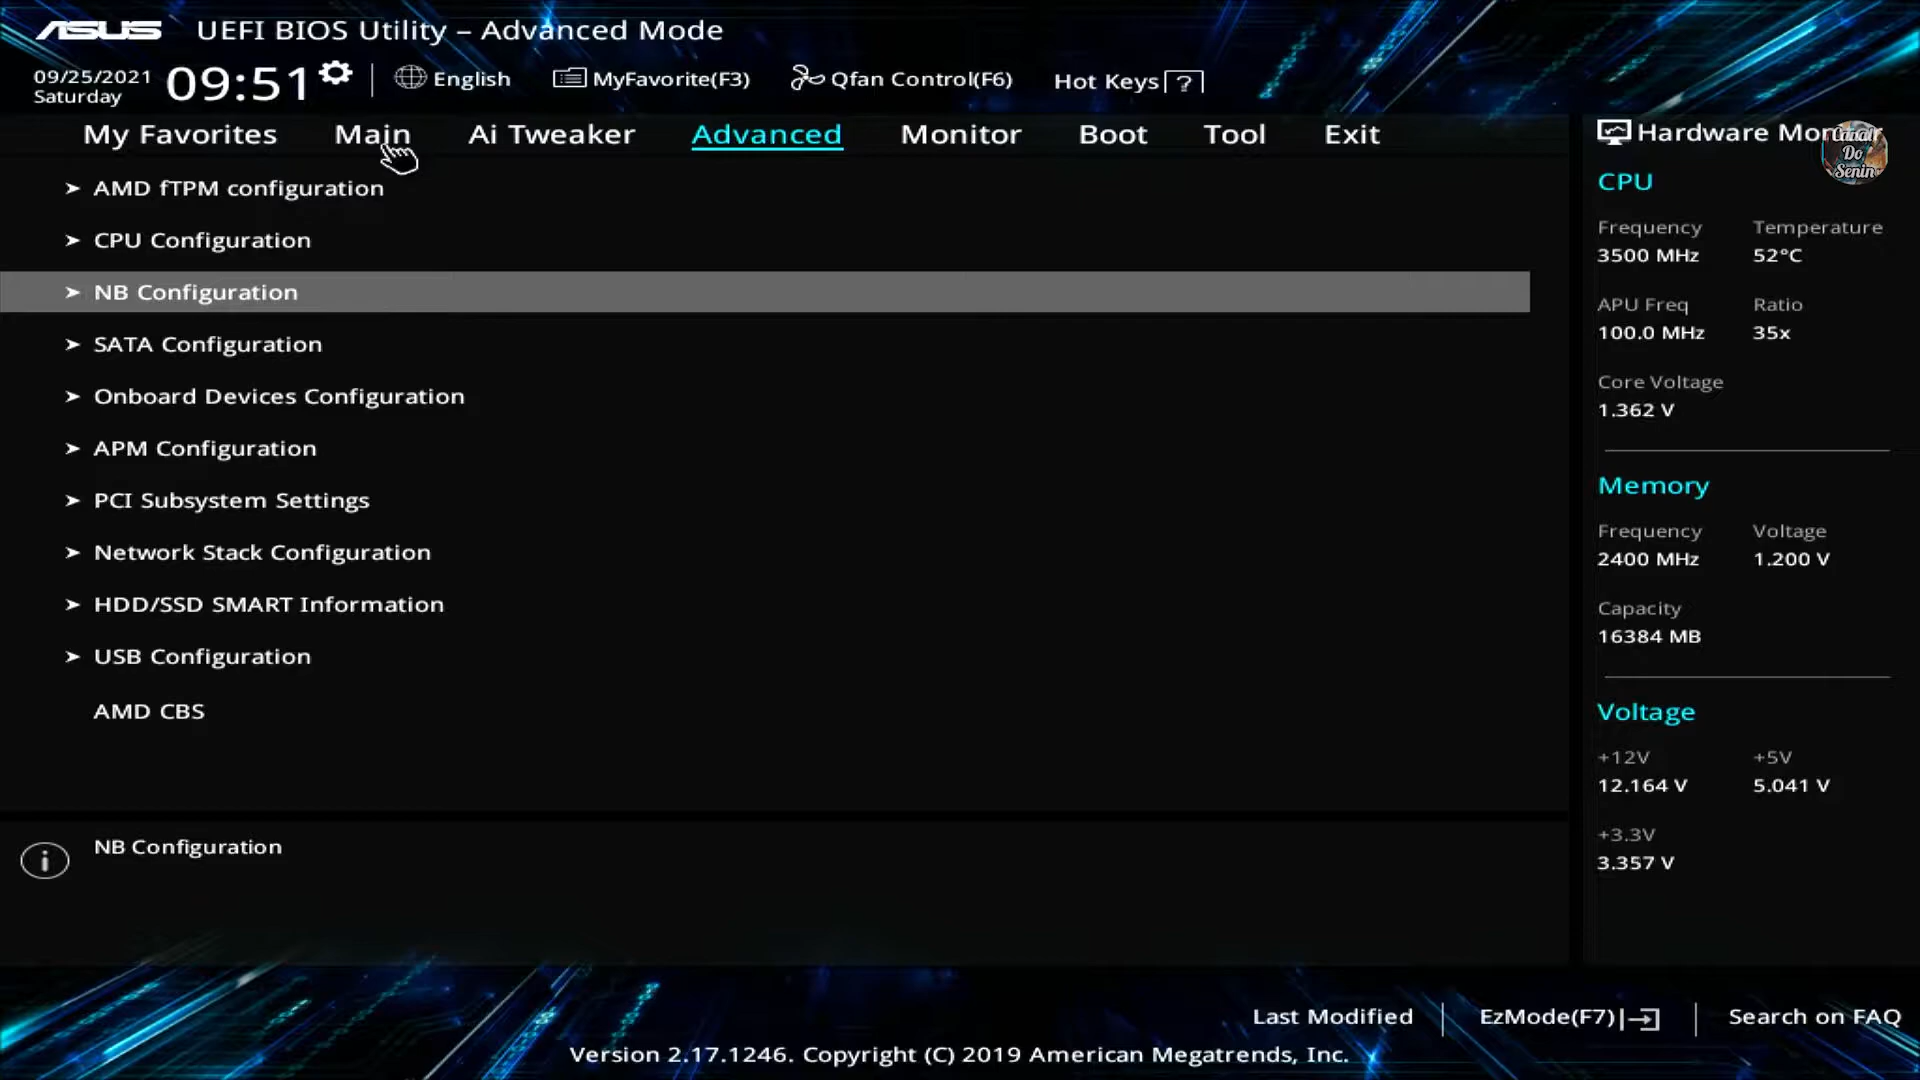 ASUS UEFI BIOS Utility – Advanced Mode
09/25/2021
Saturday
09:51
English
MyFavorite(F3)
Qfan Control(F6)
Hot Keys ?
My Favorites Main Ai Tweaker Advanced Monitor Boot Tool Exit
AMD fTPM configuration
CPU Configuration
NB Configuration
SATA Configuration
Onboard Devices Configuration
APM Configuration
PCI Subsystem Settings
Network Stack Configuration
HDD/SSD SMART Information
USB Configuration
AMD CBS
NB Configuration
Hardware Mon
Canal
Do
Senin
CPU
Frequency Temperature
3500 MHz 52°C
APU Freq Ratio
100.0 MHz 35x
Core Voltage
1.362 V
Memory
Frequency Voltage
2400 MHz 1.200 V
Capacity
16384 MB
Voltage
+12V +5V
12.164 V 5.041 V
+3.3V
3.357 V
Last Modified
EzMode(F7)
Search on FAQ
Version 2.17.1246. Copyright (C) 2019 American Megatrends, Inc.